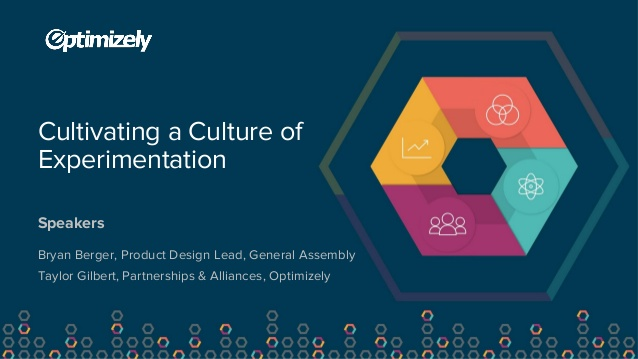 Optimizely
Cultivating a Culture of
Experimentation
Speakers
Bryan Berger, Product Design Lead, General Assembly
Taylor Gilbert, Partnerships & Alliances, Optimizely